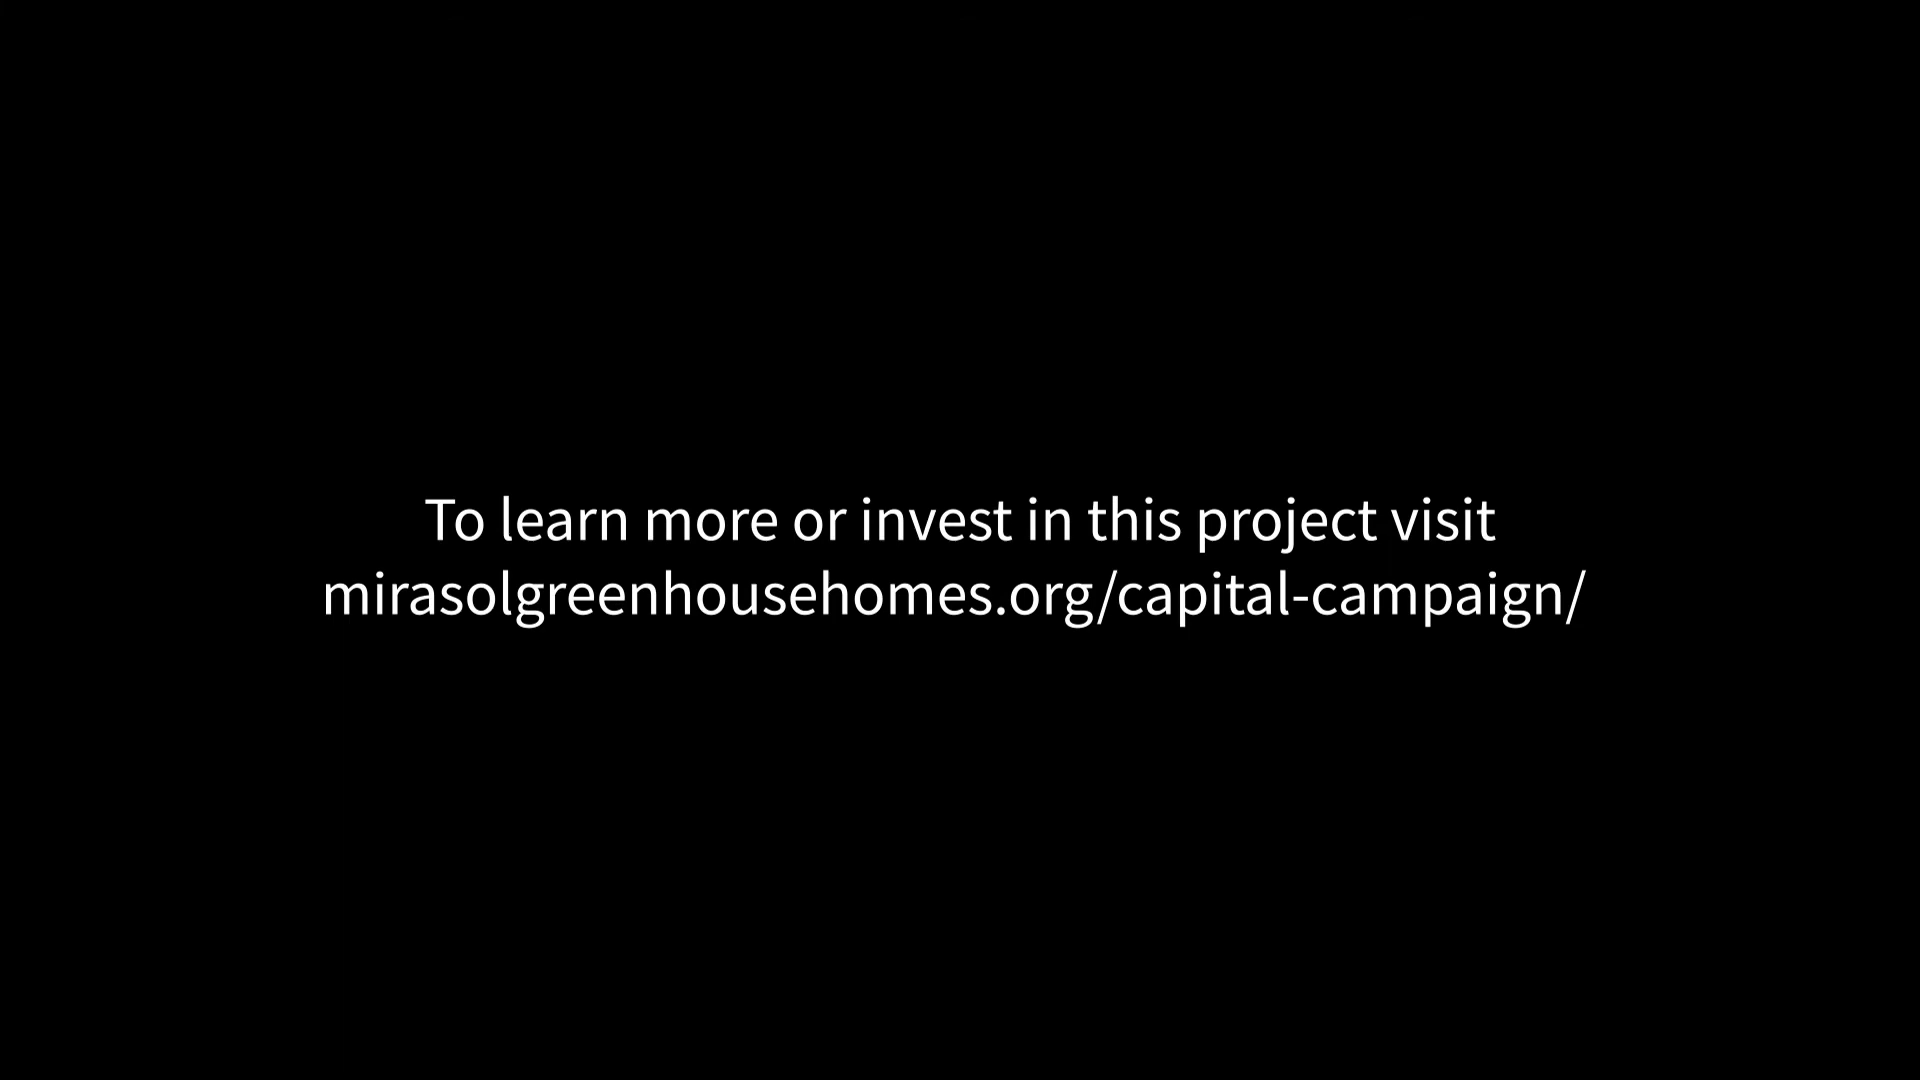 To learn more or invest in this project visit
mirasolgreenhousehomes.org/capital-campaign/